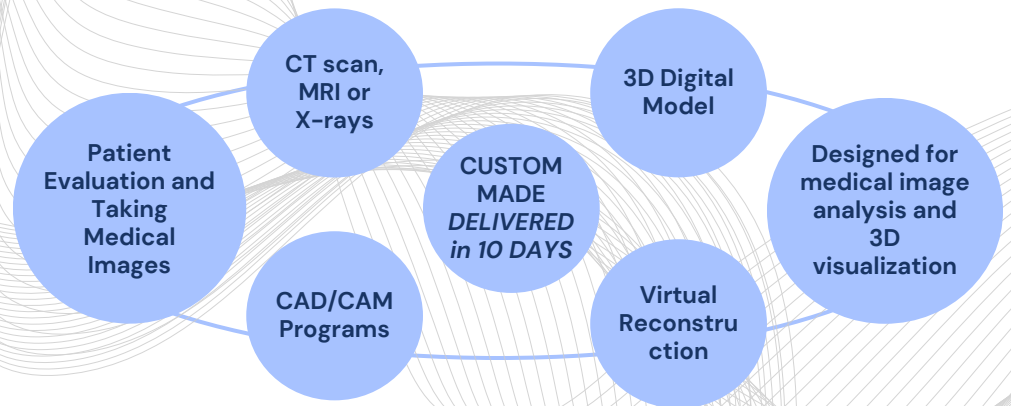 CT scan,
MRI or
X-rays
3D Digital
Model
Patient
Evaluation and
Taking
Medical
Images
CUSTOM
MADE
DELIVERED
in 10 DAYS
Designed for
medical image
analysis and
3D
visualization
CAD/CAM
Programs
Virtual
Reconstru
ction